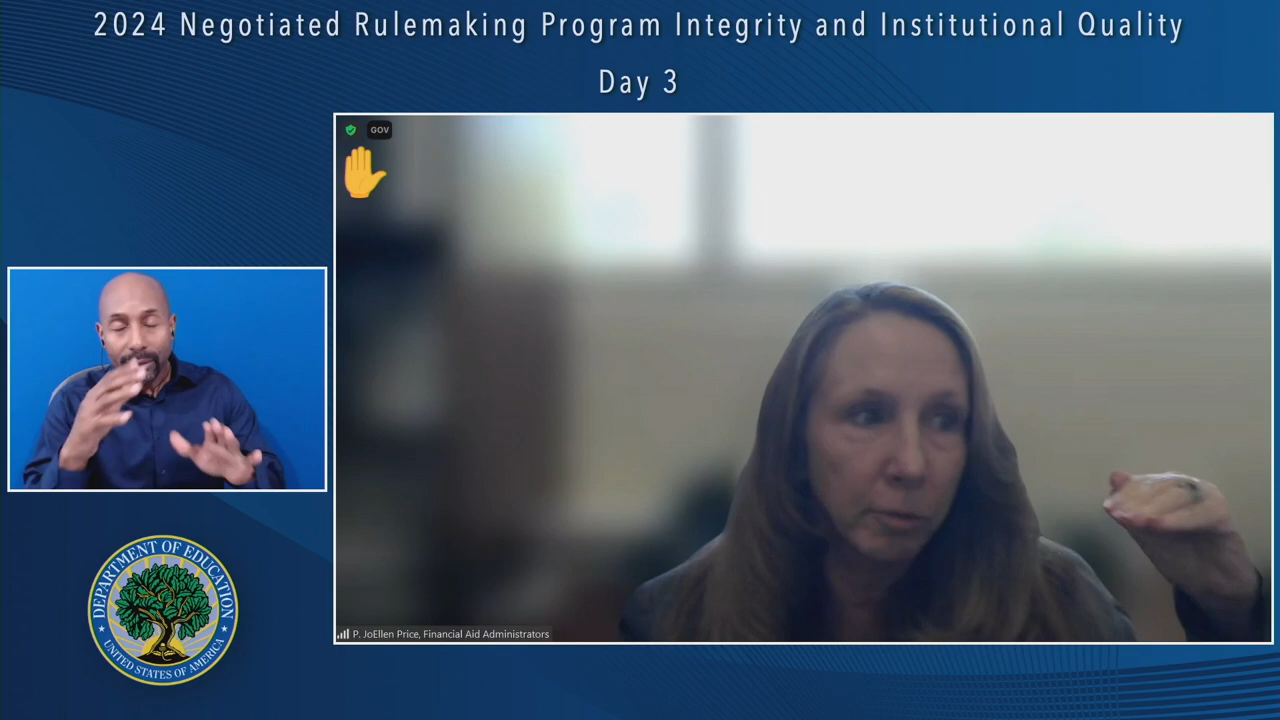 2024 Negotiated Rulemaking Program Integrity and Institutional Quality
Day 3
GOV
P. JoEllen Price, Financial Aid Administrators
DEPARTMENT OF EDUCATION
UNITED STATES OF AMERICA